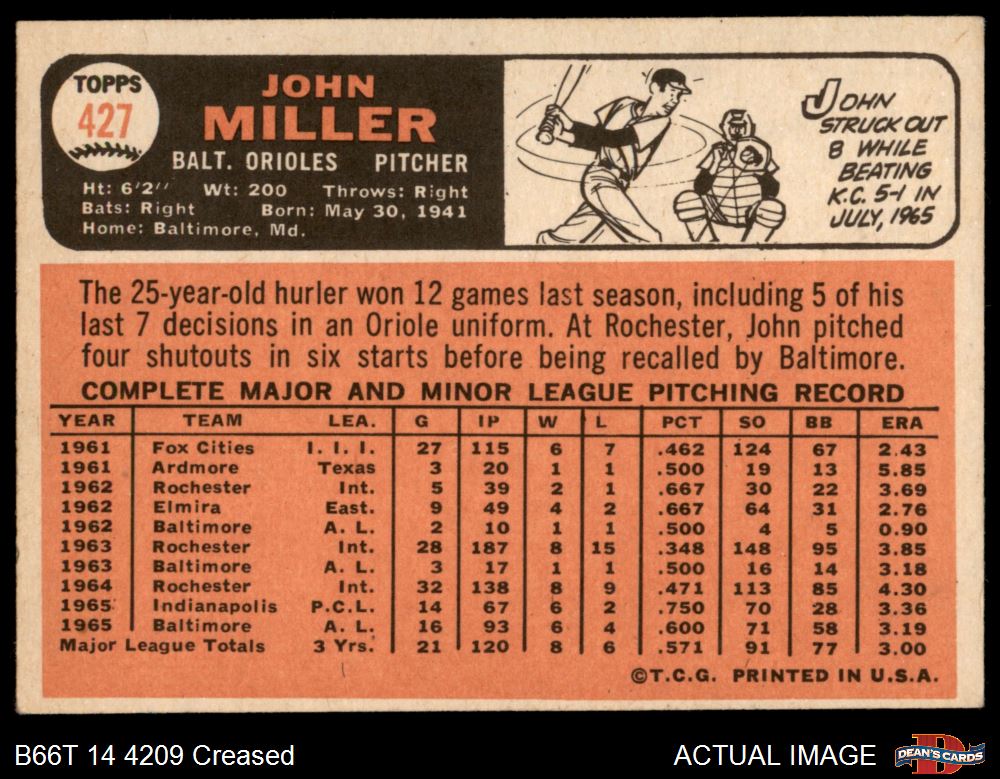 TOPPS
427
JOHN
MILLER
BALT. ORIOLES PITCHER
Ht: 6'2'' Wt: 200 Throws: Right
Bats: Right Born: May 30, 1941
Home: Baltimore, Md.
JOHN
STRUCK OUT
8 WHILE
BEATING
K.C. 5-1 IN
JULY, 1965
The 25-year-old hurler won 12 games last season, including 5 of his
last 7 decisions in an Oriole uniform. At Rochester, John pitched
four shutouts in six starts before being recalled by Baltimore.
COMPLETE MAJOR AND MINOR LEAGUE PITCHING RECORD
YEAR TEAM LEA. G IP W L PCT SO BB ERA
1961 Fox Cities I. I. I. 27 115 6 7 .462 124 67 2.43
1961 Ardmore Texas 3 20 1 1 .500 19 13 5.85
1962 Rochester Int. 5 39 2 1 .667 30 22 3.69
1962 Elmira East. 9 49 4 2 .667 64 31 2.76
1962 Baltimore A. L. 2 10 1 1 .500 4 5 0.90
1963 Rochester Int. 28 187 8 15 .348 148 95 3.85
1963 Baltimore A. L. 3 17 1 1 .500 16 14 3.18
1964 Rochester Int. 32 138 8 9 .471 113 85 4.30
1965 Indianapolis P.C.L. 14 67 6 2 .750 70 28 3.36
1965 Baltimore A. L. 16 93 6 4 .600 71 58 3.19
Major League Totals 3 Yrs. 21 120 8 6 .571 91 77 3.00
©T.C.G. PRINTED IN U.S.A.
B66T 14 4209 Creased
ACTUAL IMAGE
DEAN'S CARDS